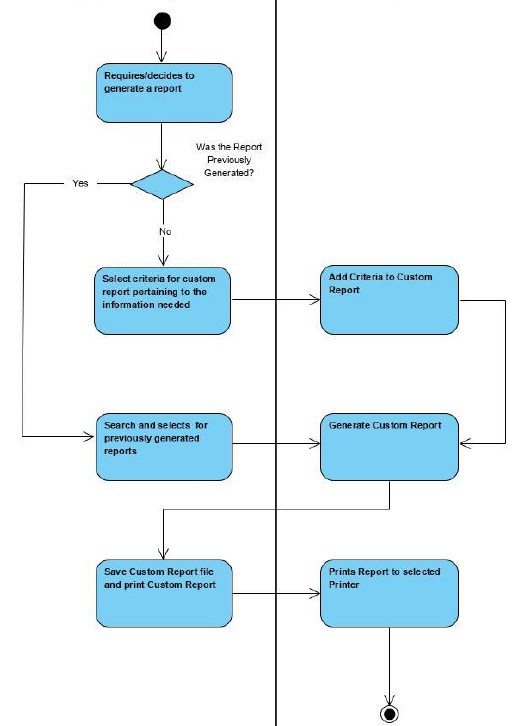 Requires/decides to
generate a report
Was the Report
Previously
Generated?
Yes
No
Select criteria for custom
report pertaining to the
information needed
Add Criteria to Custom
Report
Search and selects for
previously generated
reports
Generate Custom Report
Save Custom Report file
and print Custom Report
Prints Report to selected
Printer